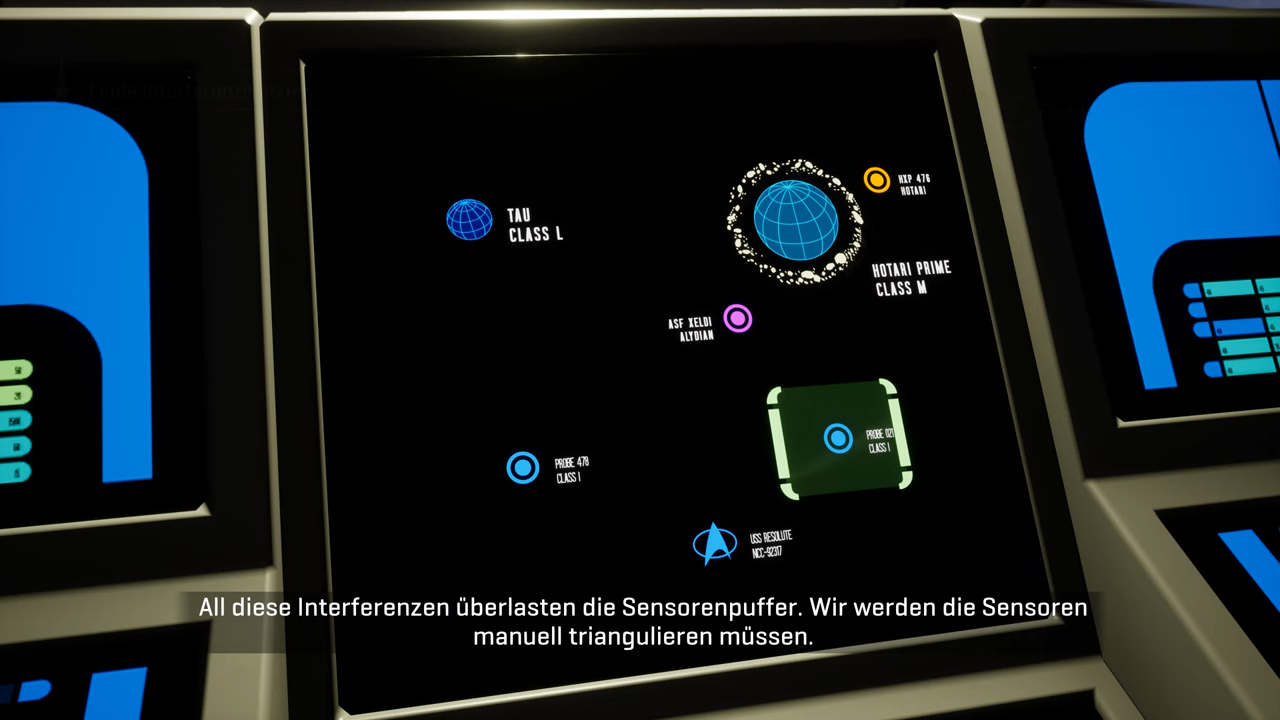 TAU
CLASS L
HXP 476
HOTARI
HOTARI PRIME
CLASS M
ASF XELDI
ALYDIAN
PROBE 021
CLASS I
PROBE 478
CLASS I
USS RESOLUTE
NCC-92317
All diese Interferenzen überlasten die Sensorenpuffer. Wir werden die Sensoren
manuell triangulieren müssen.